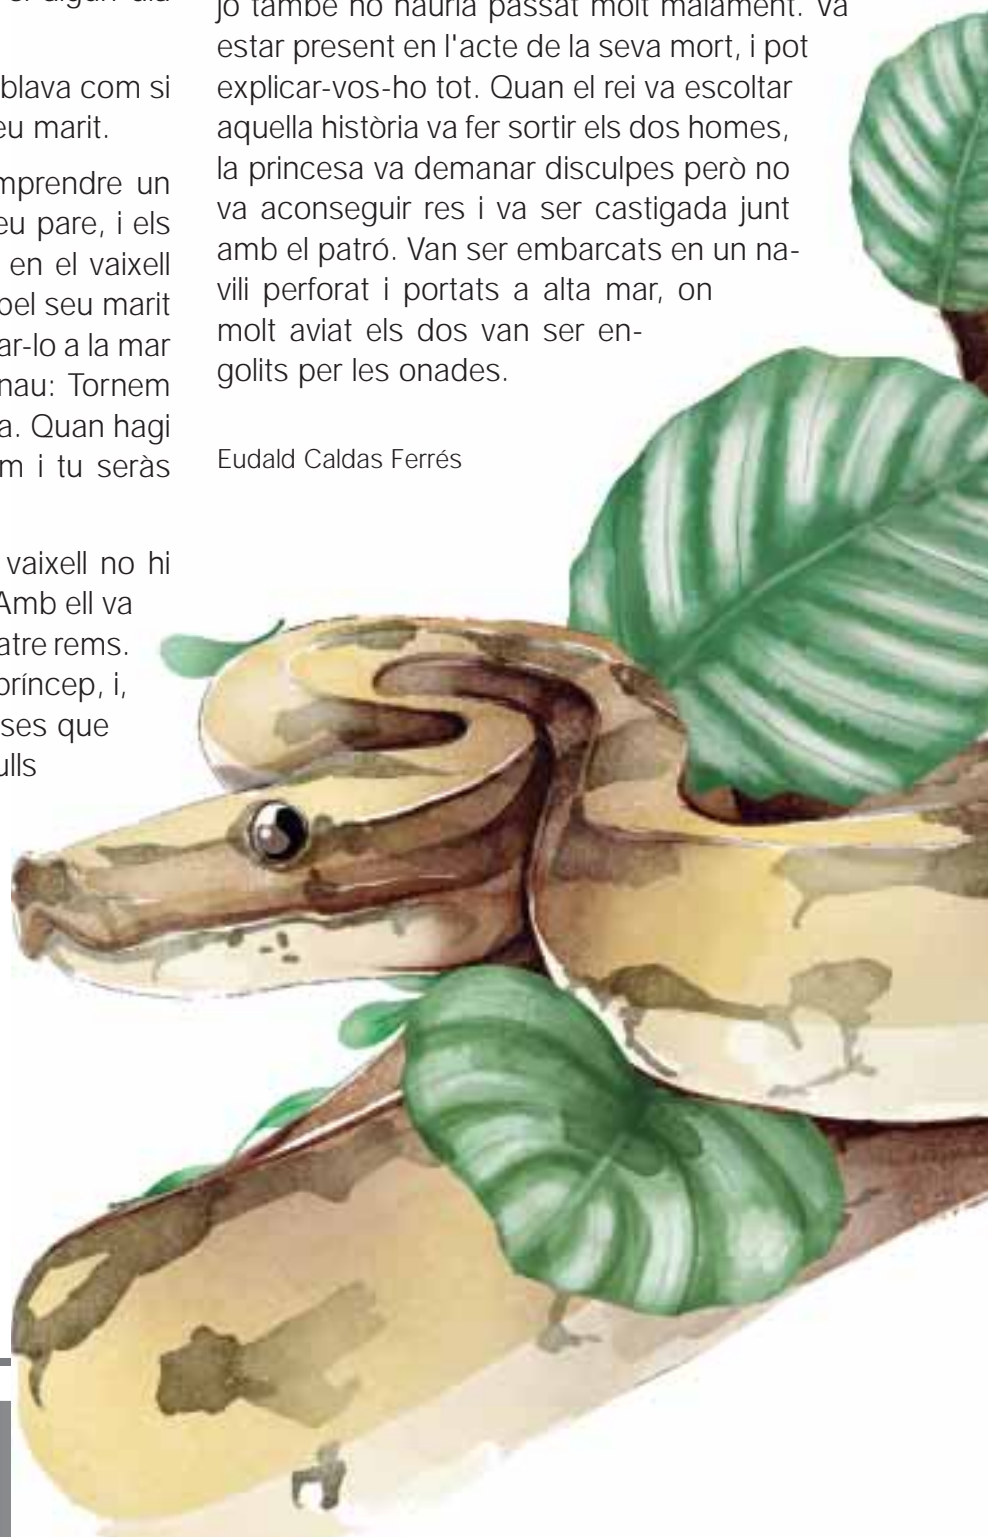 blava com si
eu marit.
mprendre un
eu pare, i els
en el vaixell
pel seu marit
ar-lo a la mar
nau: Tornem
a. Quan hagi
m i tu seràs
vaixell no hi
Amb ell va
atre rems.
príncep, i,
ses que
ulls
jo també ho hauria passat molt malament. Va
estar present en l'acte de la seva mort, i pot
explicar-vos-ho tot. Quan el rei va escoltar
aquella història va fer sortir els dos homes,
la princesa va demanar disculpes però no
va aconseguir res i va ser castigada junt
amb el patró. Van ser embarcats en un na-
vili perforat i portats a alta mar, on
molt aviat els dos van ser en-
golits per les onades.
Eudald Caldas Ferrés